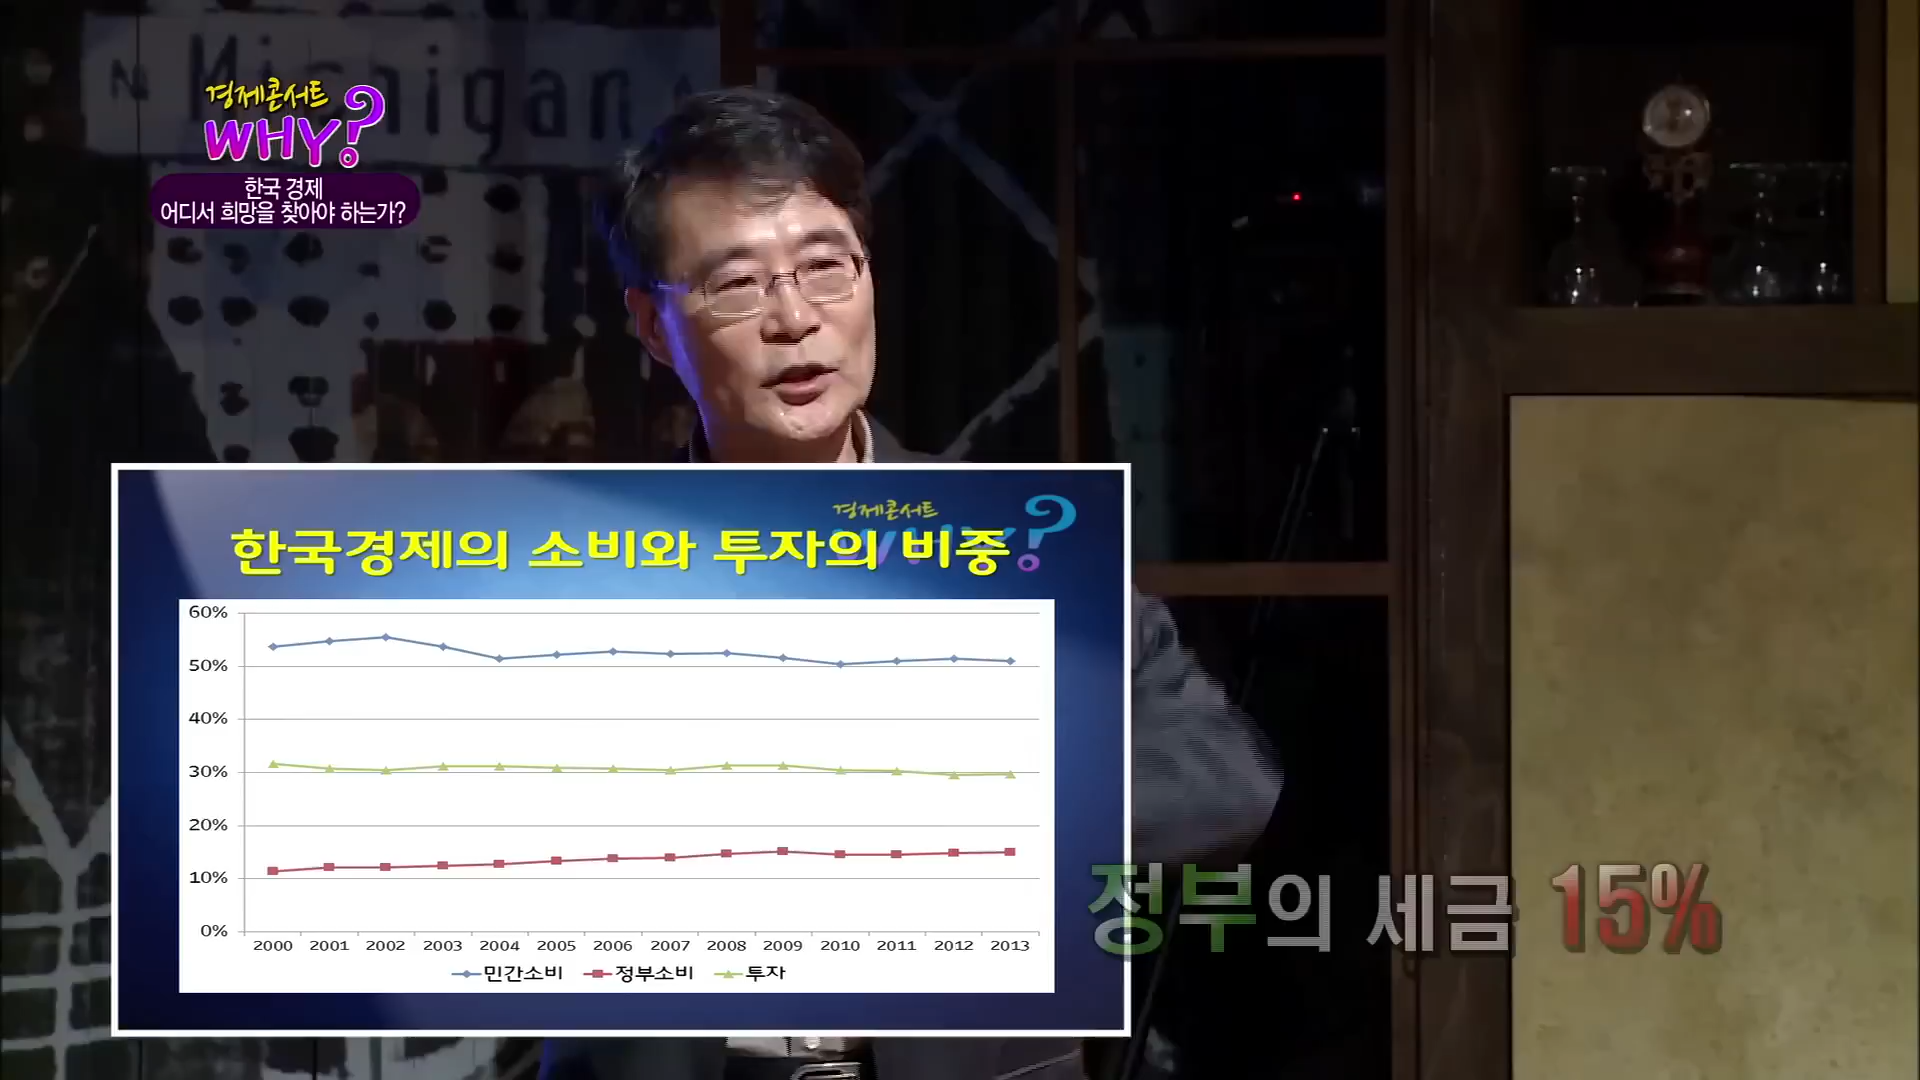 N Michigan
경제콘서트
WHY?
한국 경제
어디서 희망을 찾아야 하는가?
경제콘서트
WHY?
한국경제의 소비와 투자의 비중
60%
50%
40%
30%
20%
10%
0%
2000 2001 2002 2003 2004 2005 2006 2007 2008 2009 2010 2011 2012 2013
민간소비 정부소비 투자
정부의 세금 15%